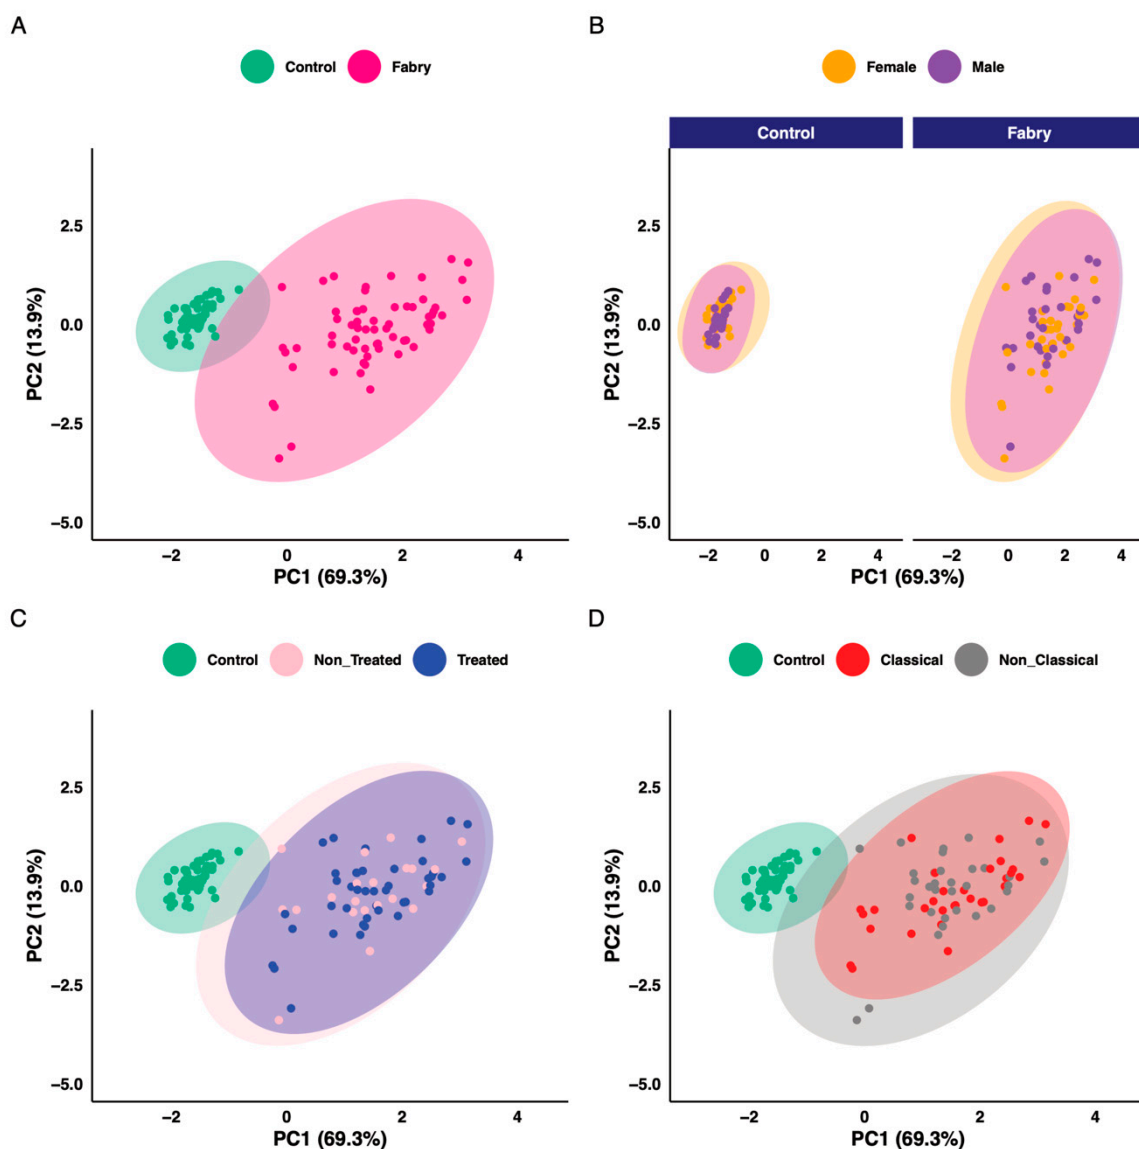 A
Control Fabry
2.5
0.0
−2.5
−5.0
PC2 (13.9%)
−2 0 2 4
PC1 (69.3%)
B
Female Male
Control Fabry
2.5
0.0
−2.5
−5.0
PC2 (13.9%)
−2 0 2 4 −2 0 2 4
PC1 (69.3%)
C
Control Non_Treated Treated
2.5
0.0
−2.5
−5.0
PC2 (13.9%)
−2 0 2 4
PC1 (69.3%)
D
Control Classical Non_Classical
2.5
0.0
−2.5
−5.0
PC2 (13.9%)
−2 0 2 4
PC1 (69.3%)